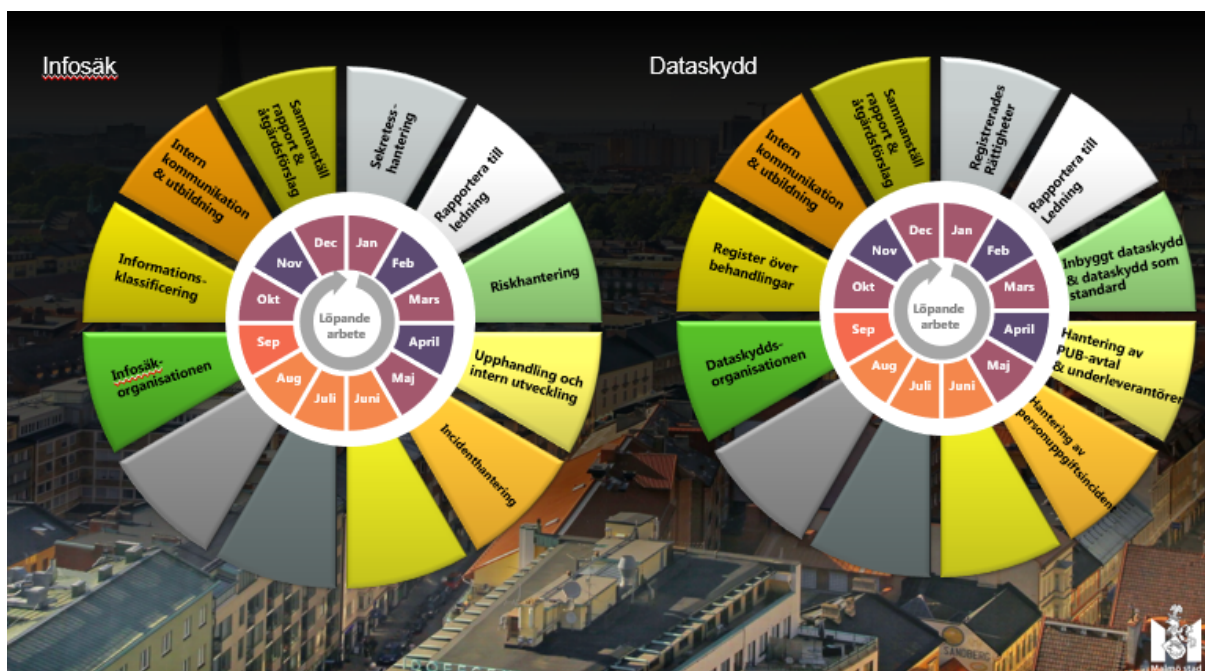 Infosäk
Sammanställ
rapport &
åtgärdsförslag
Sekretess-
hantering
Rapportera till
ledning
Riskhantering
Upphandling och
intern utveckling
Incidenthantering
Infosäk-
organisationen
Informations-
klassificering
Intern
kommunikation
& utbildning
Jan
Feb
Mars
April
Maj
Juni
Juli
Aug
Sep
Okt
Nov
Dec
Löpande
arbete
Dataskydd
Sammanställ
rapport &
åtgärdsförslag
Registrerades
Rättigheter
Rapportera till
Ledning
Inbyggt dataskydd
& dataskydd som
standard
Hantering av
PUB-avtal
& underleverantörer
Hantering av
personuppgiftsincident
Dataskydds-
organisationen
Register över
behandlingar
Intern
kommunikation
& utbildning
Jan
Feb
Mars
April
Maj
Juni
Juli
Aug
Sep
Okt
Nov
Dec
Löpande
arbete
SANDBERG
Malmö stad